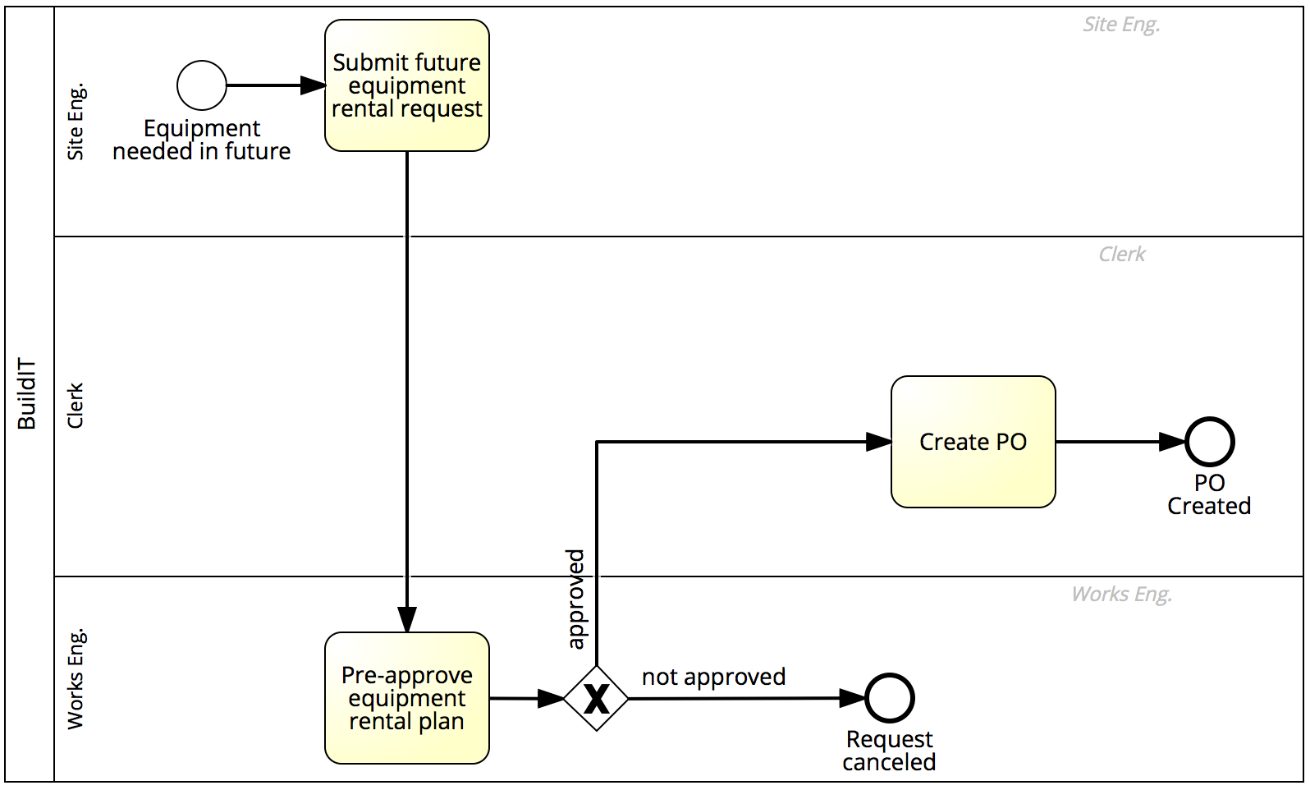 BuildIT
Site Eng.
Site Eng.
Equipment
needed in future
Submit future
equipment
rental request
Clerk
Clerk
Create PO
PO
Created
Works Eng.
Works Eng.
Pre-approve
equipment
rental plan
X
approved
not approved
Request
canceled